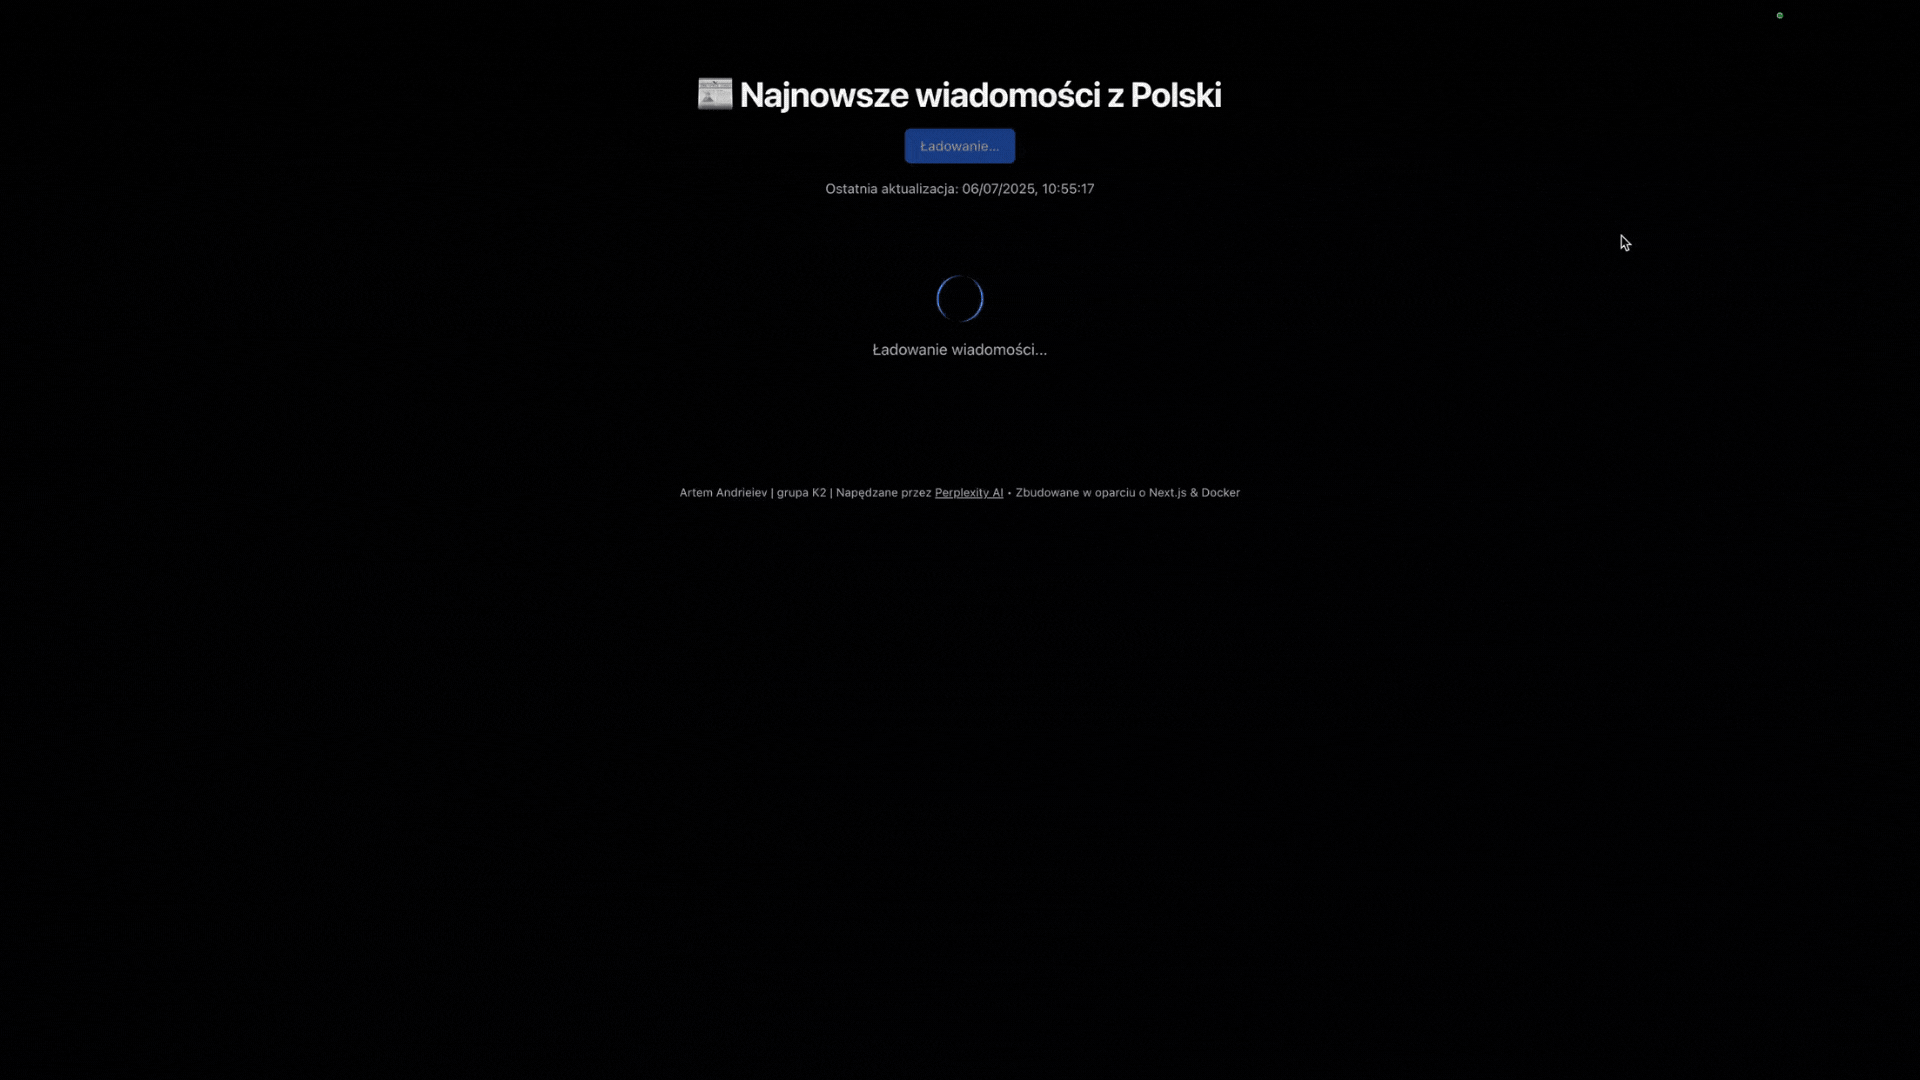 Najnowsze wiadomości z Polski
Ładowanie...
Ostatnia aktualizacja: 06/07/2025, 10:55:17
Ładowanie wiadomości...
Artem Andrieiev | grupa K2 | Napędzane przez Perplexity AI • Zbudowane w oparciu o Next.js & Docker